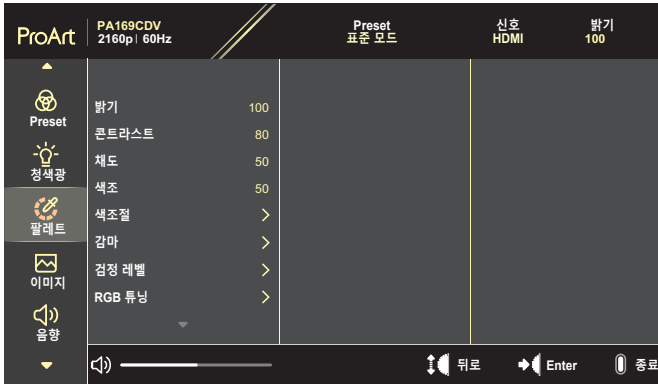 ProArt
PA169CDV
2160p | 60Hz
Preset
표준 모드
신호
HDMI
밝기
100
Preset
청색광
팔레트
이미지
음향
밝기 100
콘트라스트 80
채도 50
색조 50
색조절
감마
검정 레벨
RGB 튜닝
뒤로
Enter
종료